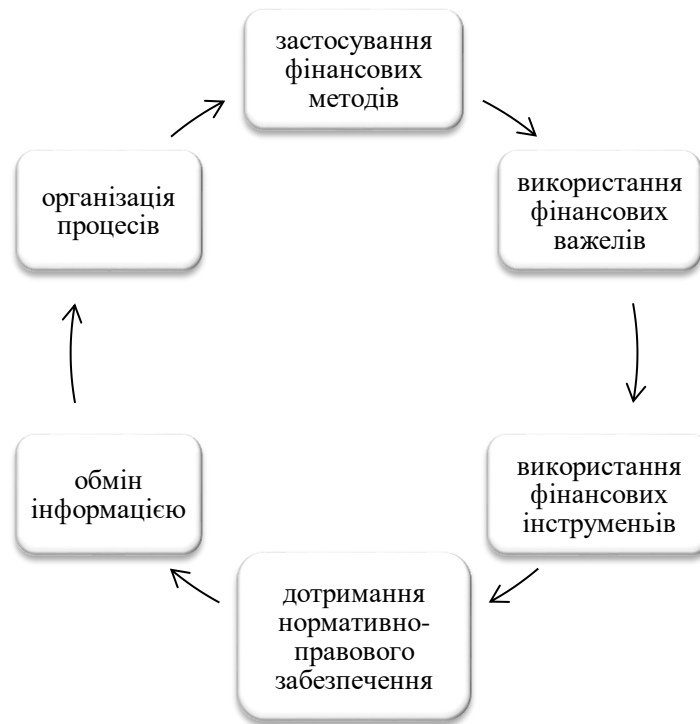 застосування
фінансових
методів
використання
фінансових
важелів
використання
фінансових
інструменьів
дотримання
нормативно-
правового
забезпечення
обмін
інформацією
організація
процесів